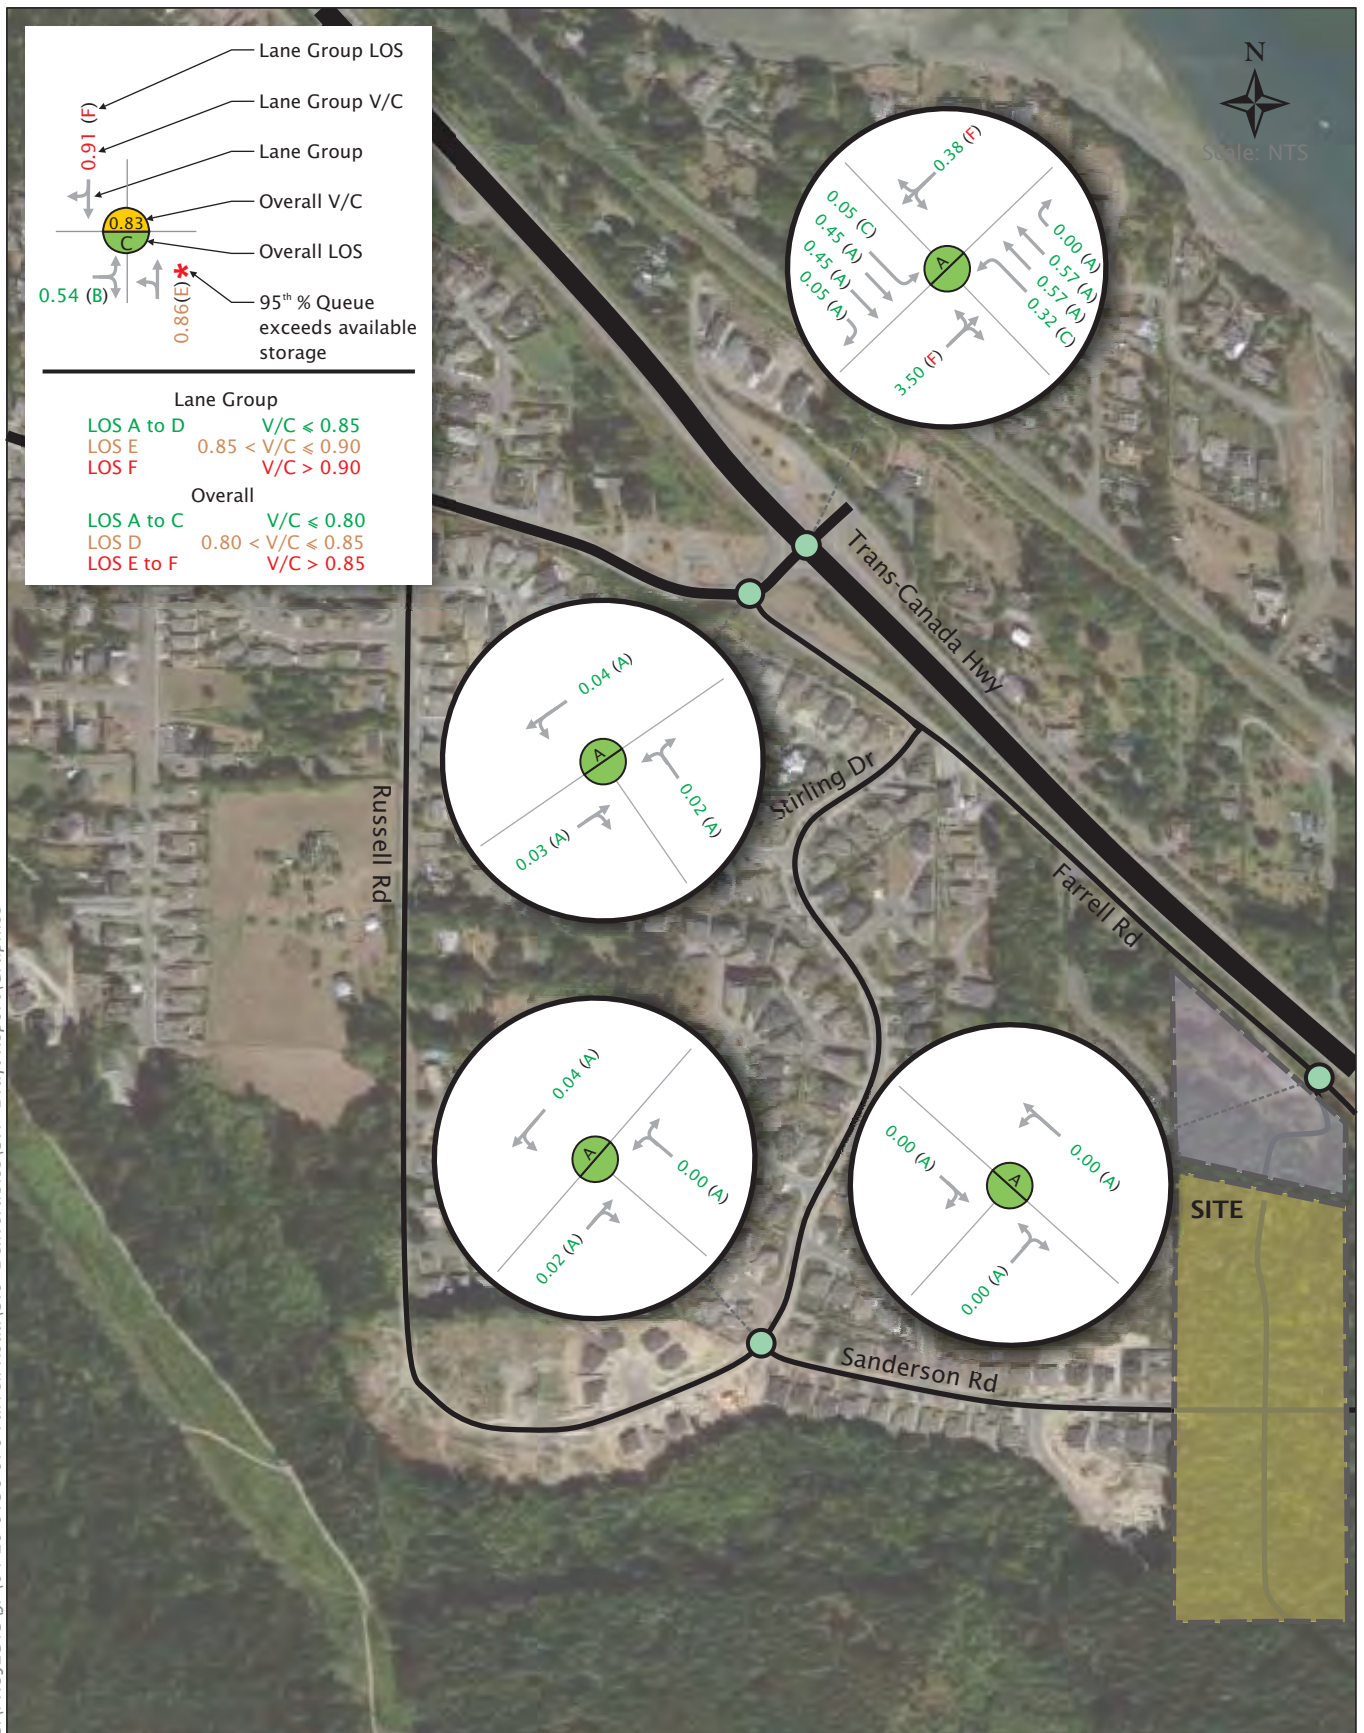 Lane Group LOS
Lane Group V/C
Lane Group
Overall V/C
Overall LOS
95th % Queue
exceeds available
storage
0.91 (F)
0.83
C
0.54 (B)
0.86(E)
*
Lane Group
LOS A to D V/C ⩽ 0.85
LOS E 0.85 < V/C ⩽ 0.90
LOS F V/C > 0.90
Overall
LOS A to C V/C ⩽ 0.80
LOS D 0.80 < V/C ⩽ 0.85
LOS E to F V/C > 0.85
N
Scale: NTS
0.38 (F)
0.05 (C)
0.45 (A)
0.45 (A)
0.05 (A)
A
0.00 (A)
0.57 (A)
0.57 (A)
0.32 (C)
3.50 (F)
Trans-Canada Hwy
0.04 (A)
A
0.02 (A)
0.03 (A)
Stirling Dr
Russell Rd
Farrell Rd
0.04 (A)
A
0.00 (A)
0.02 (A)
0.00 (A)
0.00 (A)
A
0.00 (A)
SITE
Sanderson Rd